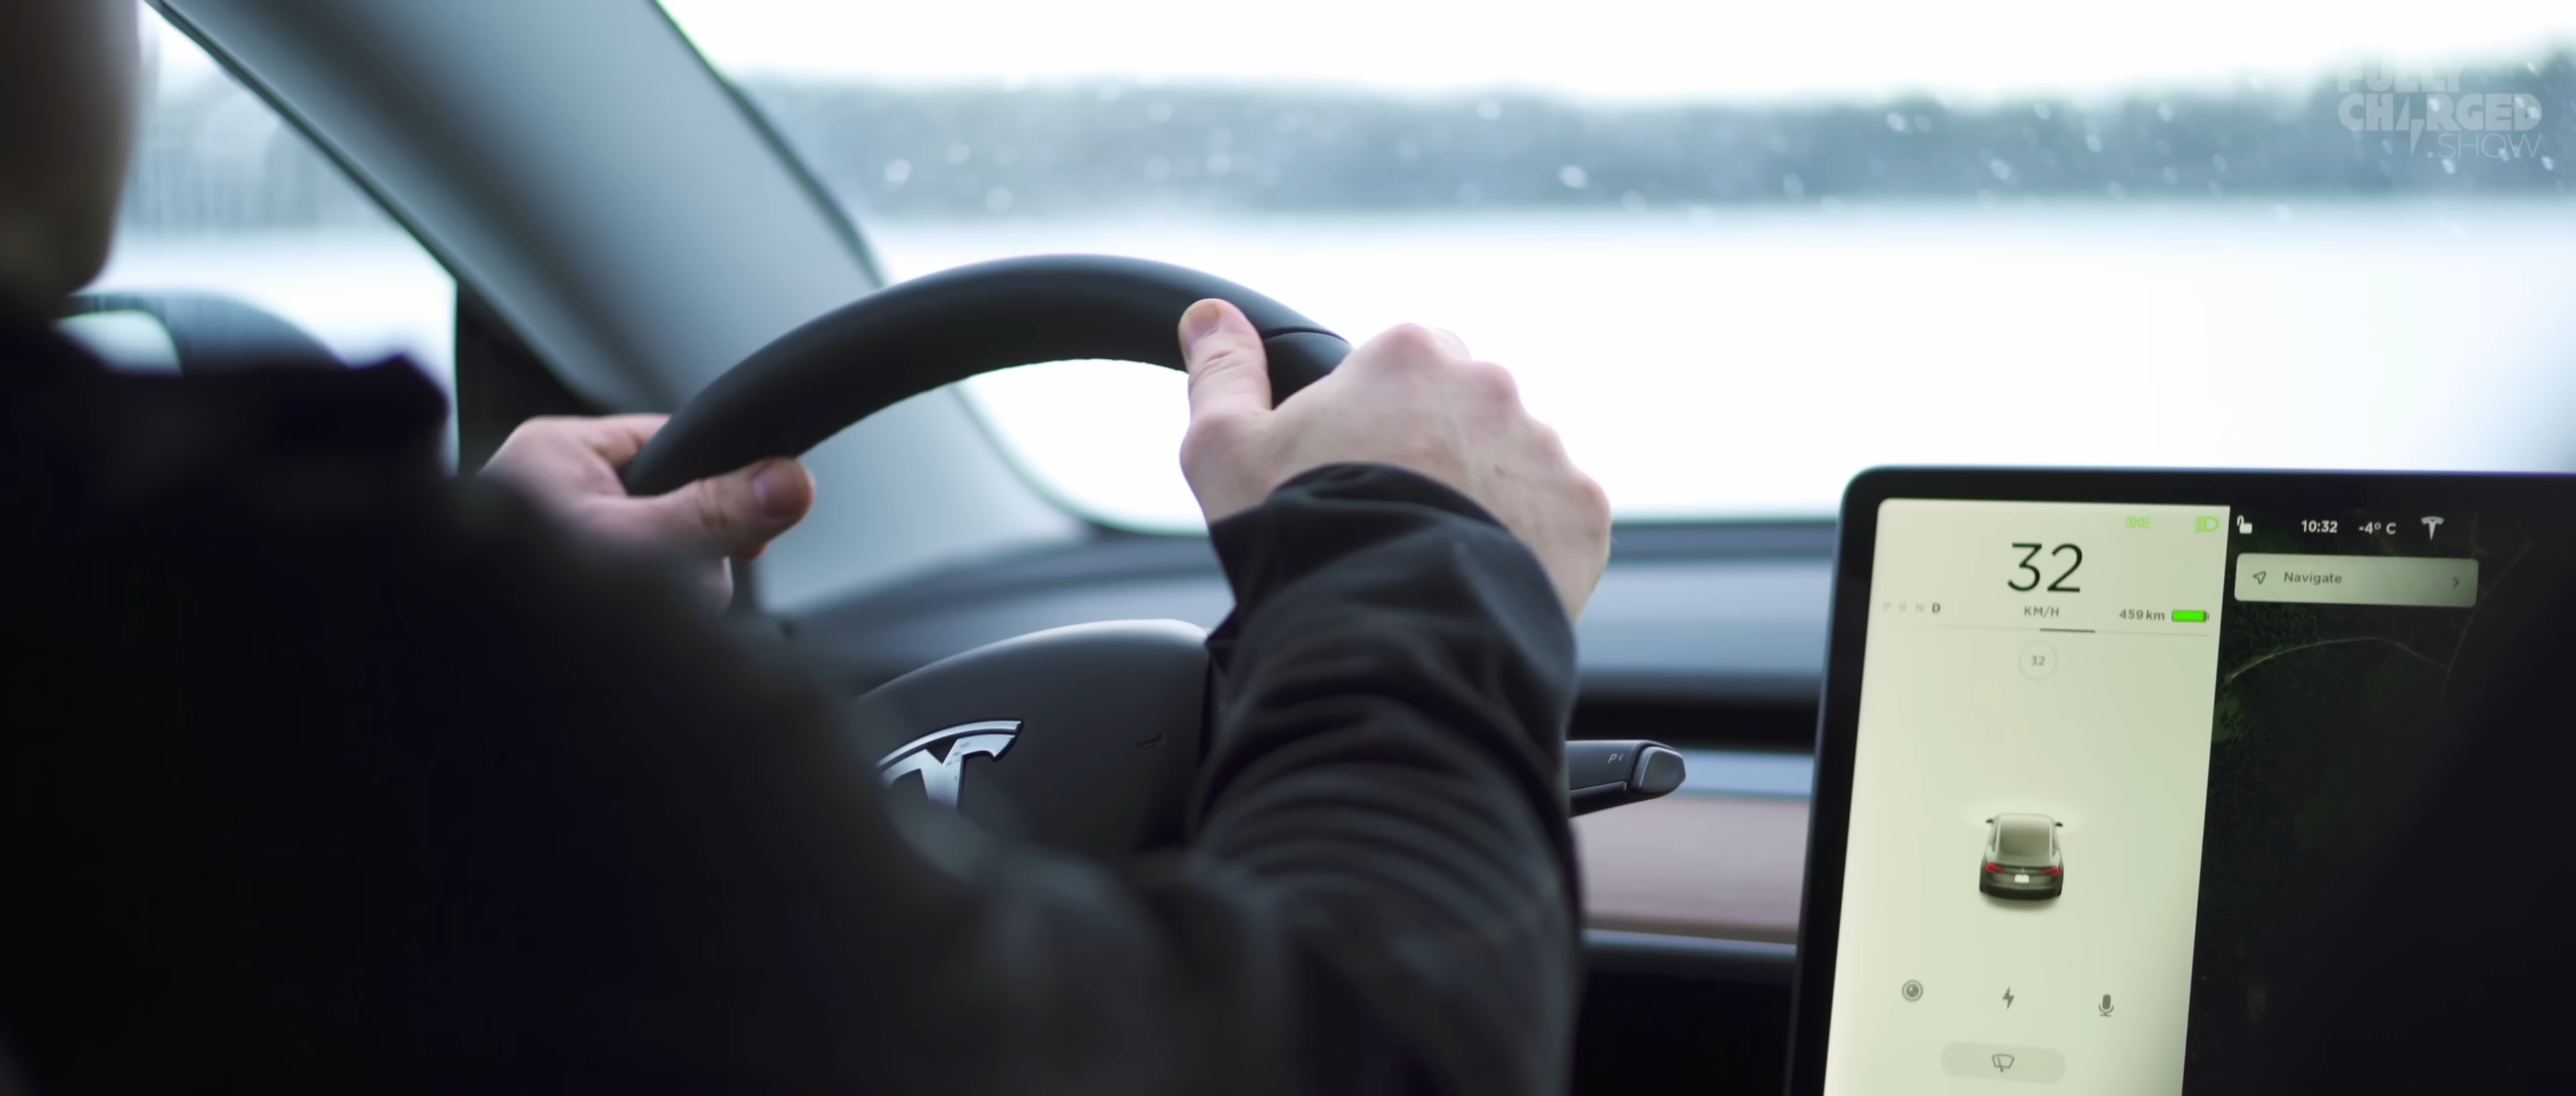 FULLY
CHARGED
.SHOW
10:32 -4° C
32
KM/H
P R N D
459 km
Navigate
32
P<